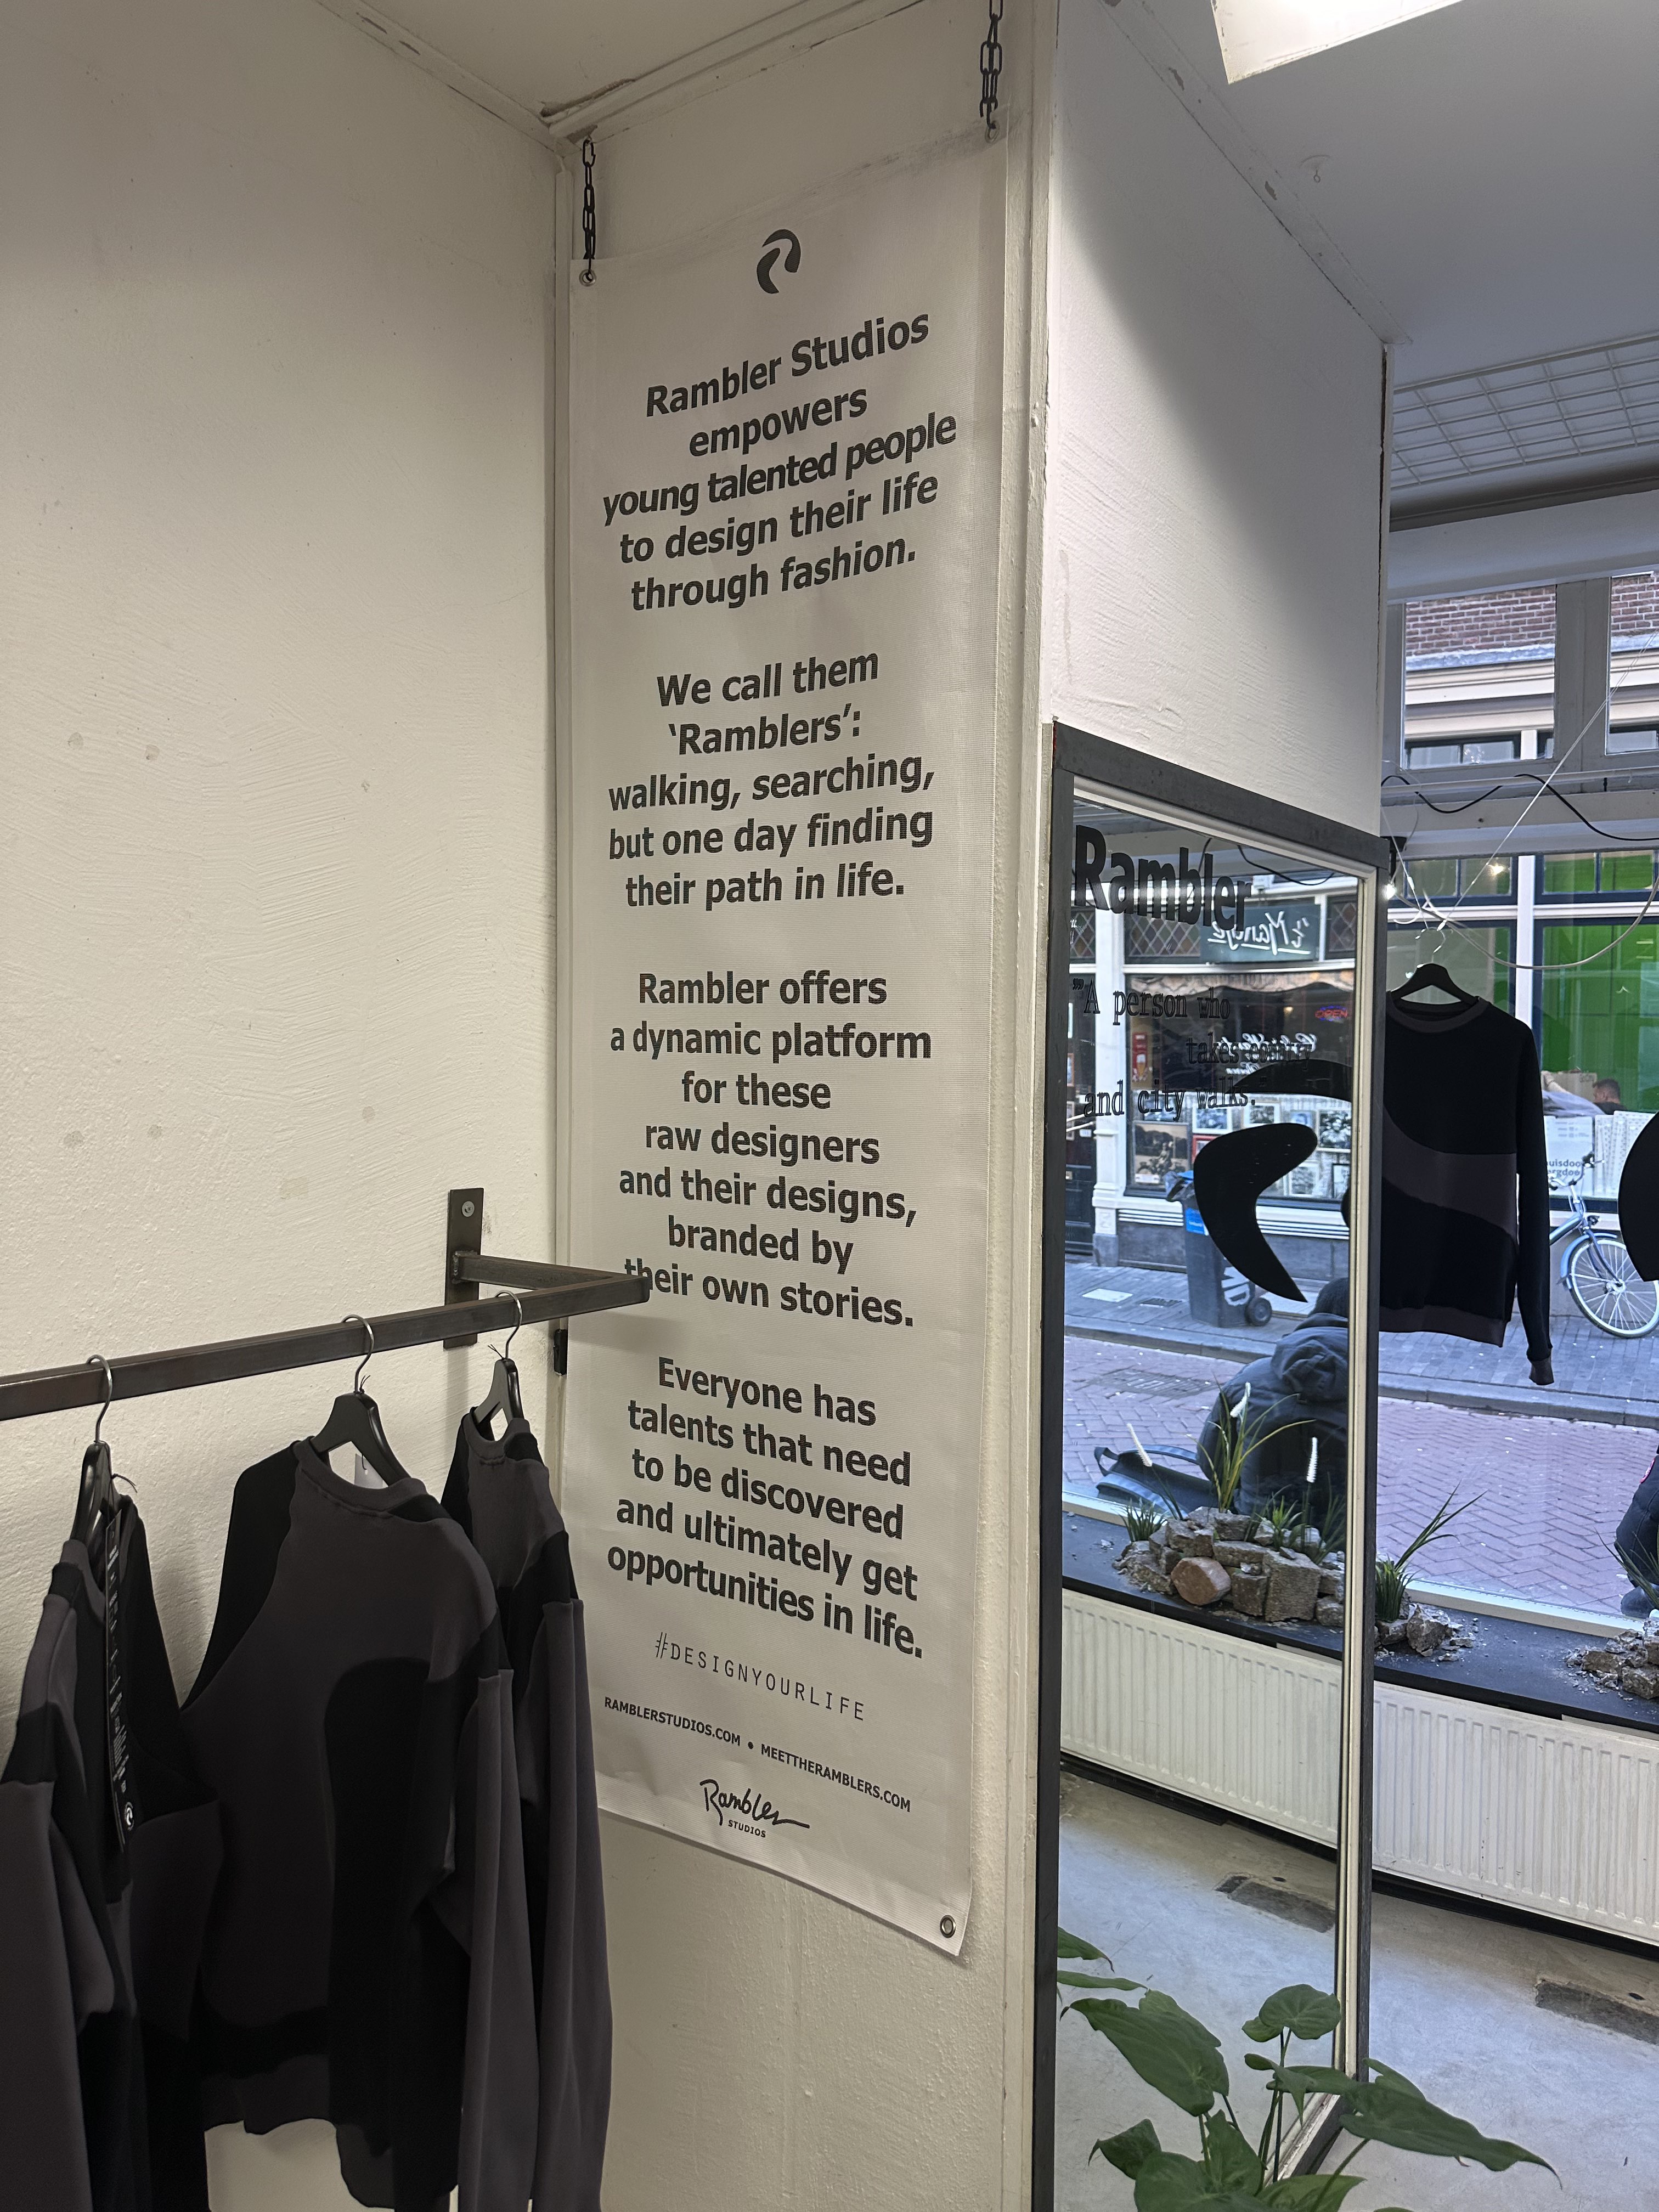 Rambler Studios
empowers
young talented people
to design their life
through fashion.
We call them
‘Ramblers’:
walking, searching,
but one day finding
their path in life.
Rambler offers
a dynamic platform
for these
raw designers
and their designs,
branded by
their own stories.
Everyone has
talents that need
to be discovered
and ultimately get
opportunities in life.
#DESIGNYOURLIFE
RAMBLERSTUDIOS.COM • MEETTHERAMBLERS.COM
Rambler
STUDIOS
Rambler
't Mandje
"A person who
takes country
and city walks."
OPEN